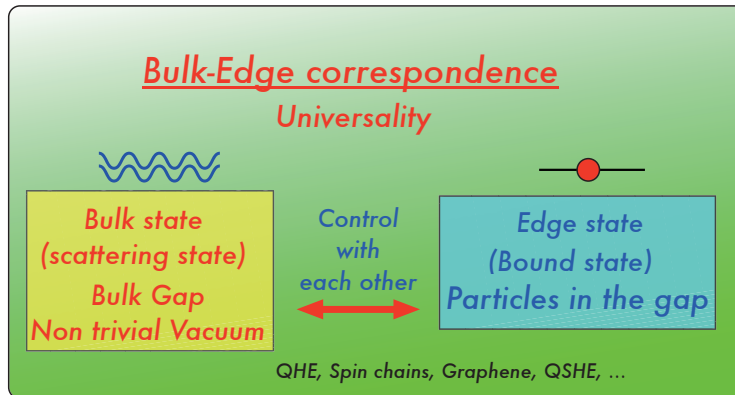 Bulk-Edge correspondence
Universality
Bulk state
(scattering state)
Bulk Gap
Non trivial Vacuum
Control
with
each other
Edge state
(Bound state)
Particles in the gap
QHE, Spin chains, Graphene, QSHE, ...